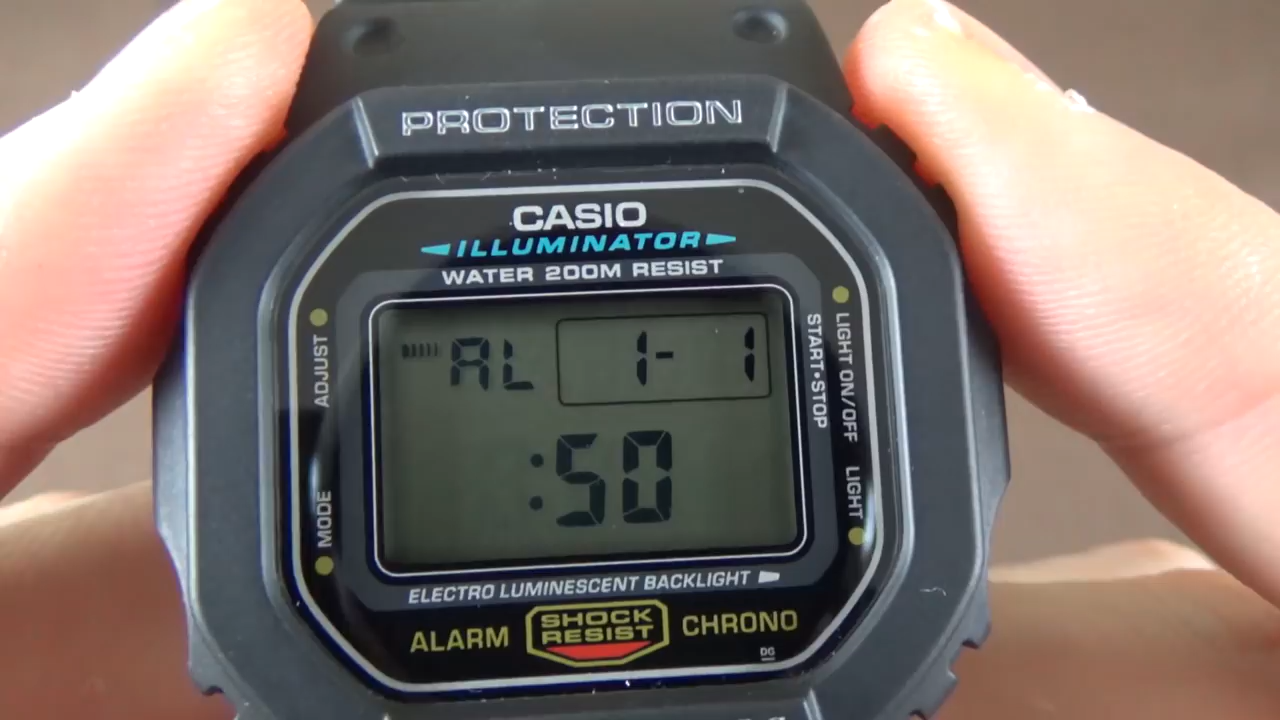 PROTECTION
CASIO
ILLUMINATOR
WATER 200M RESIST
ADJUST
MODE
AL 1- 1
:50
START•STOP
LIGHT ON/OFF
LIGHT
ELECTRO LUMINESCENT BACKLIGHT
ALARM
SHOCK
RESIST
CHRONO
DG